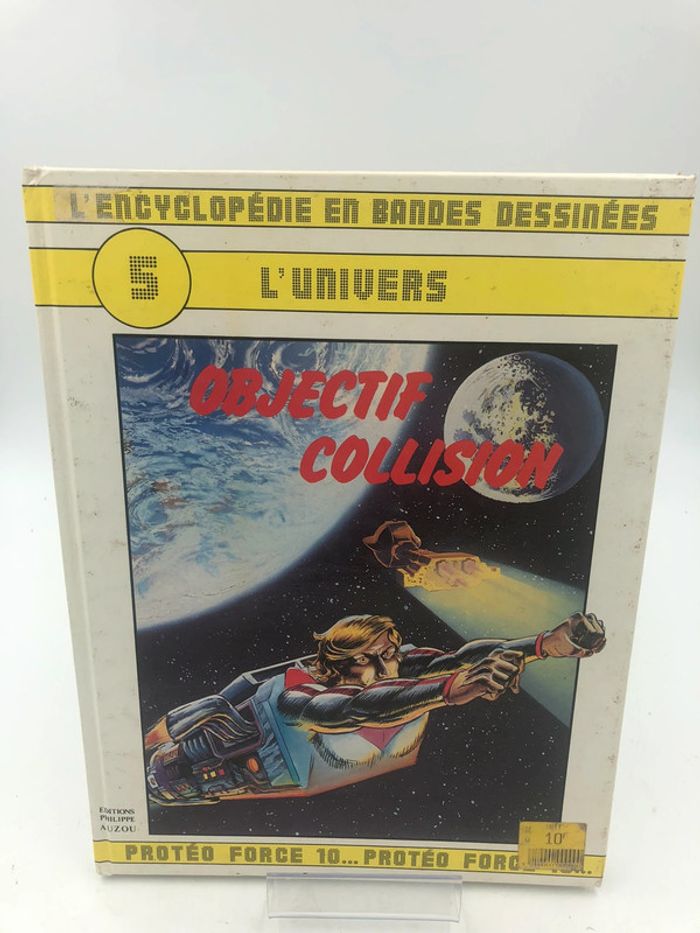 L'ENCYCLOPÉDIE EN BANDES DESSINÉES
5
L'UNIVERS
OBJECTIF
COLLISION
EDITIONS
PHILIPPE
AUZOU
10F
PROTÉO FORCE 10... PROTÉO FORCE